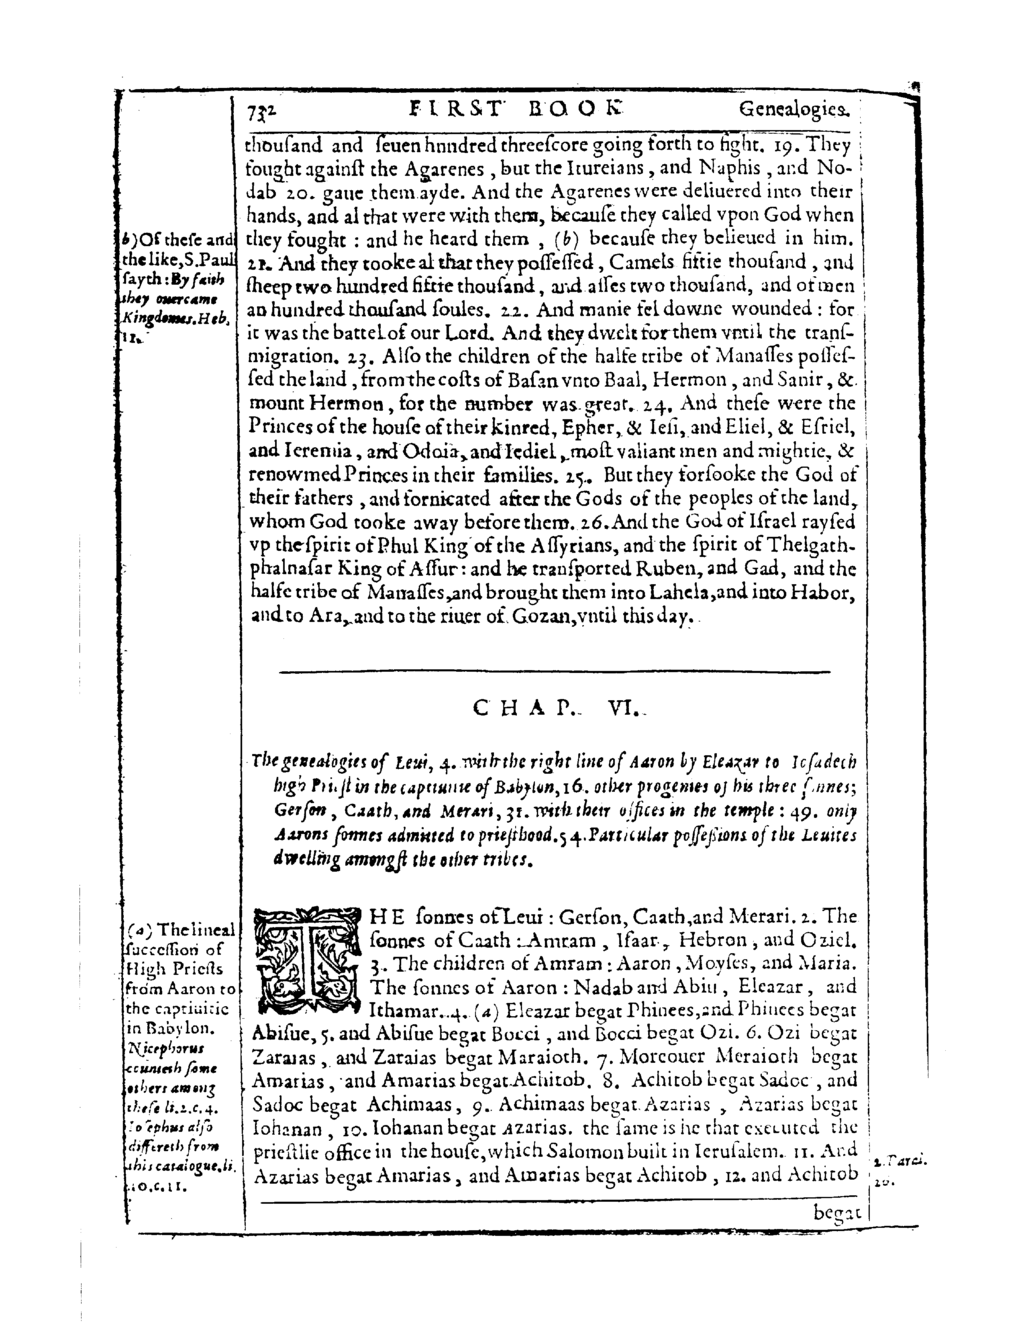 732 FIRST BOOK Genealogies.
thouſand and ſeuen hnndred threeſcore going forth to fight. 19. They
fought againſt the Agarenes, but the Itureians, and Naphis, and No-
dab 20. gaue them ayde. And the Agarenes were deliuered into their
hands, and al that were with them, becauſe they called vpon God when
they fought : and he heard them, (b) becauſe they belieued in him.
21. And they tooke al that they poſſeſſed, Camels fiftie thouſand, and
ſheep two hundred fiftie thouſand, and aſſes two thouſand, and of men
an hundred thouſand ſoules. 22. And manie fel downe wounded : for
it was the battel of our Lord. And they dwelt for them vntil the tranſ-
migration. 23. Alſo the children of the halfe tribe of Manaſſes poſſeſ-
ſed the land, from the coſts of Baſan vnto Baal, Hermon, and Sanir, &
mount Hermon, for the number was great. 24. And theſe were the
Princes of the houſe of their kinred, Epher, & Ieſi, and Eliel, & Eſriel,
and Ieremia, and Odoia, and Iediel, moſt valiant men and mightie, &
renowmed Princes in their families. 25. But they forſooke the God of
their fathers, and fornicated after the Gods of the peoples of the land,
whom God tooke away before them. 26. And the God of Iſrael rayſed
vp the ſpirit of Phul King of the Aſſyrians, and the ſpirit of Thelgath-
phalnaſar King of Aſſur : and he tranſported Ruben, and Gad, and the
halfe tribe of Manaſſes, and brought them into Lahela, and into Habor,
and to Ara, and to the riuer of Gozan, vntil this day.
b) Of theſe and
the like, S. Paul
ſayth : By faith
they ouercame
Kingdomes. Heb.
11.
CHAP. VI.
The genealogies of Leui, 4. with the right line of Aaron by Eleazar to Ioſadech
high Prieſt in the captiuitie of Babylon, 16. other progenies of his three ſonnes;
Gerſon, Caath, and Merari, 31. with their offices in the temple : 49. only
Aarons ſonnes admitted to prieſthood. 54. Particular poſſeſsions of the Leuites
dwelling amongſt the other tribes.
THE ſonnes of Leui : Gerſon, Caath, and Merari. 2. The
ſonnes of Caath : Amram, Iſaar, Hebron, and Oziel.
3. The children of Amram : Aaron, Moyſes, and Maria.
The ſonnes of Aaron : Nadab and Abiu, Eleazar, and
Ithamar. 4. (a) Eleazar begat Phinees, and Phinees begat
Abiſue, 5. and Abiſue begat Bocci, and Bocci begat Ozi. 6. Ozi begat
Zaraias, and Zaraias begat Maraioth. 7. Moreouer Meraioth begat
Amarias, and Amarias begat Achitob. 8. Achitob begat Sadoc, and
Sadoc begat Achimaas, 9. Achimaas begat Azarias, Azarias begat
Iohanan, 10. Iohanan begat Azarias. the ſame is he that executed the
prieſtlie office in the houſe, which Salomon built in Ieruſalem. 11. And
Azarias begat Amarias, and Amarias begat Achitob, 12. and Achitob
begat
(a) The lineal
ſucceſſion of
High Prieſts
from Aaron to
the captiuitie
in Babylon.
Nicephorus
counteth ſome
others among
theſe li. 2. c. 4.
Ioſephus alſo
differeth from
this catalogue, li.
10. c. 11.
2. Par.